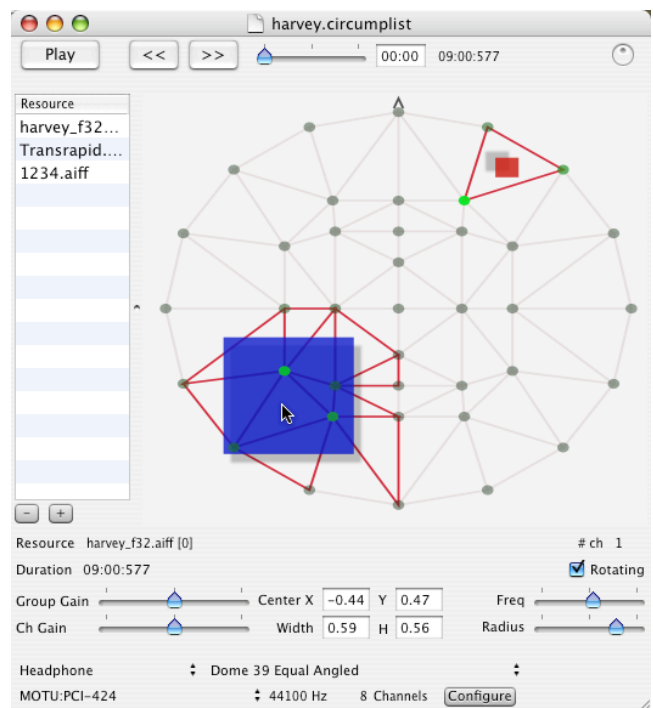 harvey.circumplist
Play << >> 00:00 09:00:577
Resource
harvey_f32...
Transrapid....
1234.aiff
- +
Resource harvey_f32.aiff [0] # ch 1
Duration 09:00:577 Rotating
Group Gain Center X -0.44 Y 0.47 Freq
Ch Gain Width 0.59 H 0.56 Radius
Headphone Dome 39 Equal Angled
MOTU:PCI-424 44100 Hz 8 Channels Configure